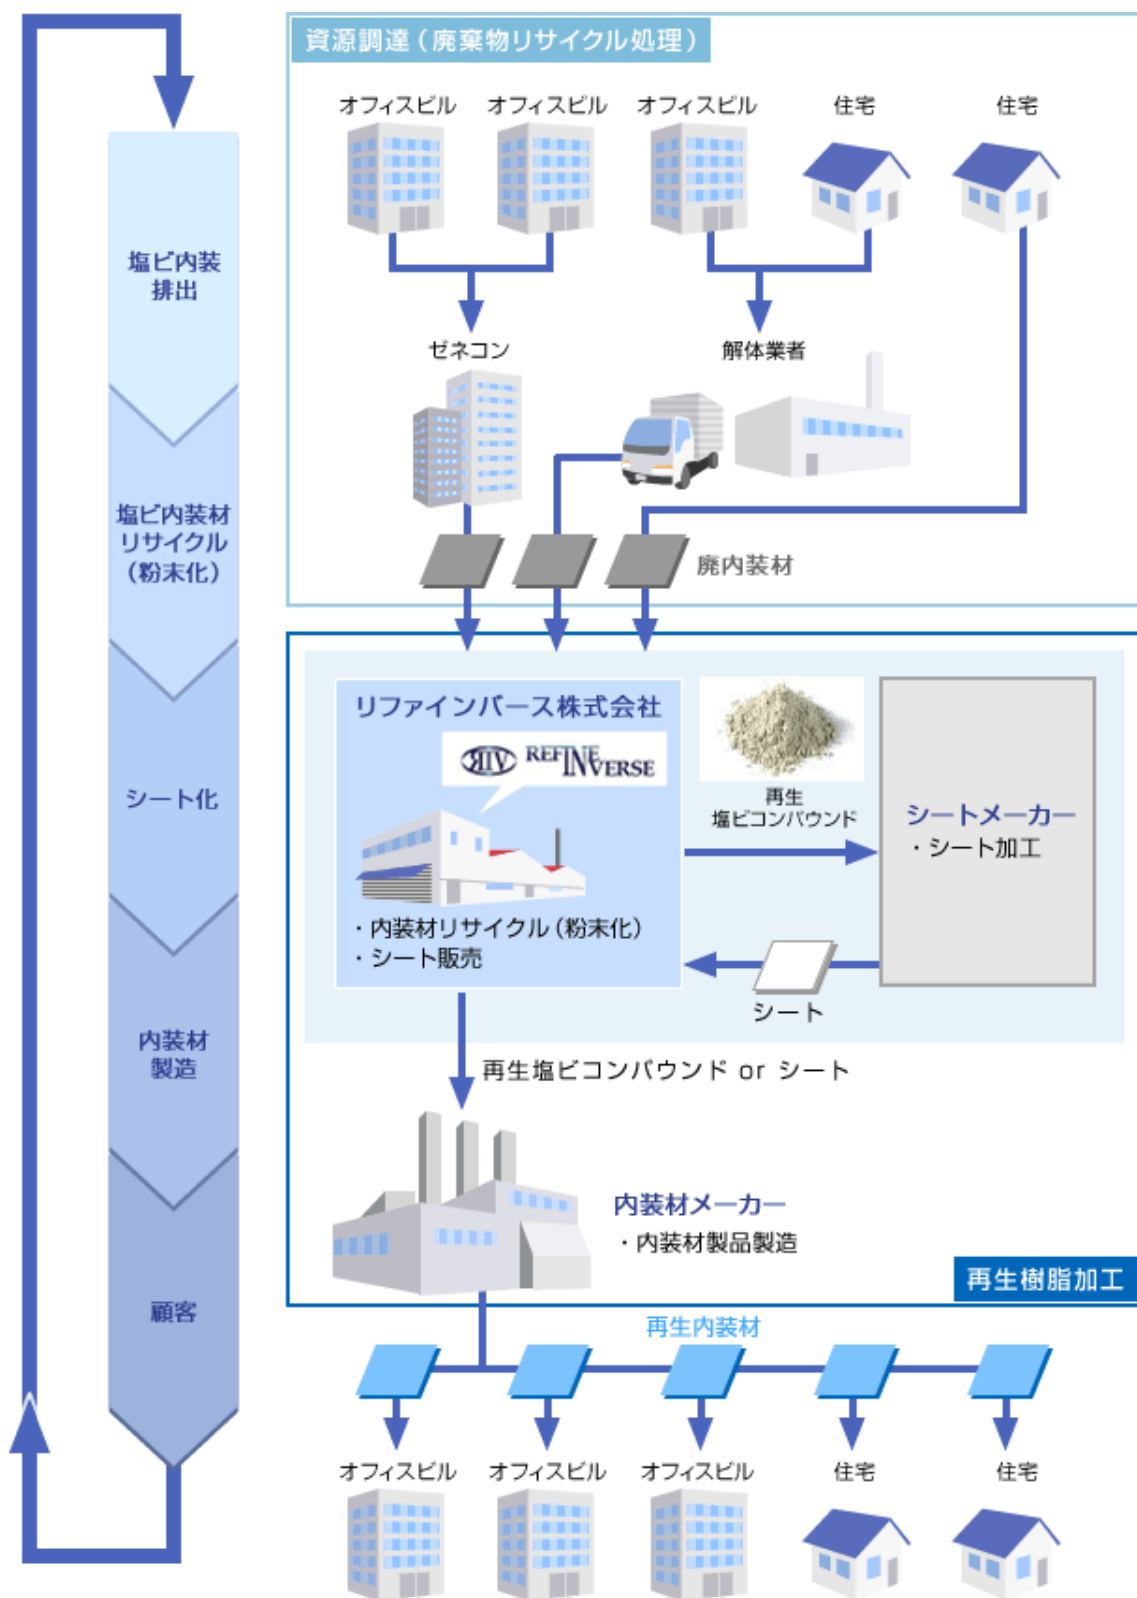 資源調達（廃棄物リサイクル処理）
オフィスビル
オフィスビル
オフィスビル
住宅
住宅
塩ビ内装
排出
ゼネコン
解体業者
塩ビ内装材
リサイクル
（粉末化）
廃内装材
リファインバース株式会社
RIV REFINE INVERSE
再生
塩ビコンパウンド
シートメーカー
・シート加工
シート化
・内装材リサイクル（粉末化）
・シート販売
シート
内装材
製造
再生塩ビコンパウンド or シート
内装材メーカー
・内装材製品製造
再生樹脂加工
顧客
再生内装材
オフィスビル
オフィスビル
オフィスビル
住宅
住宅